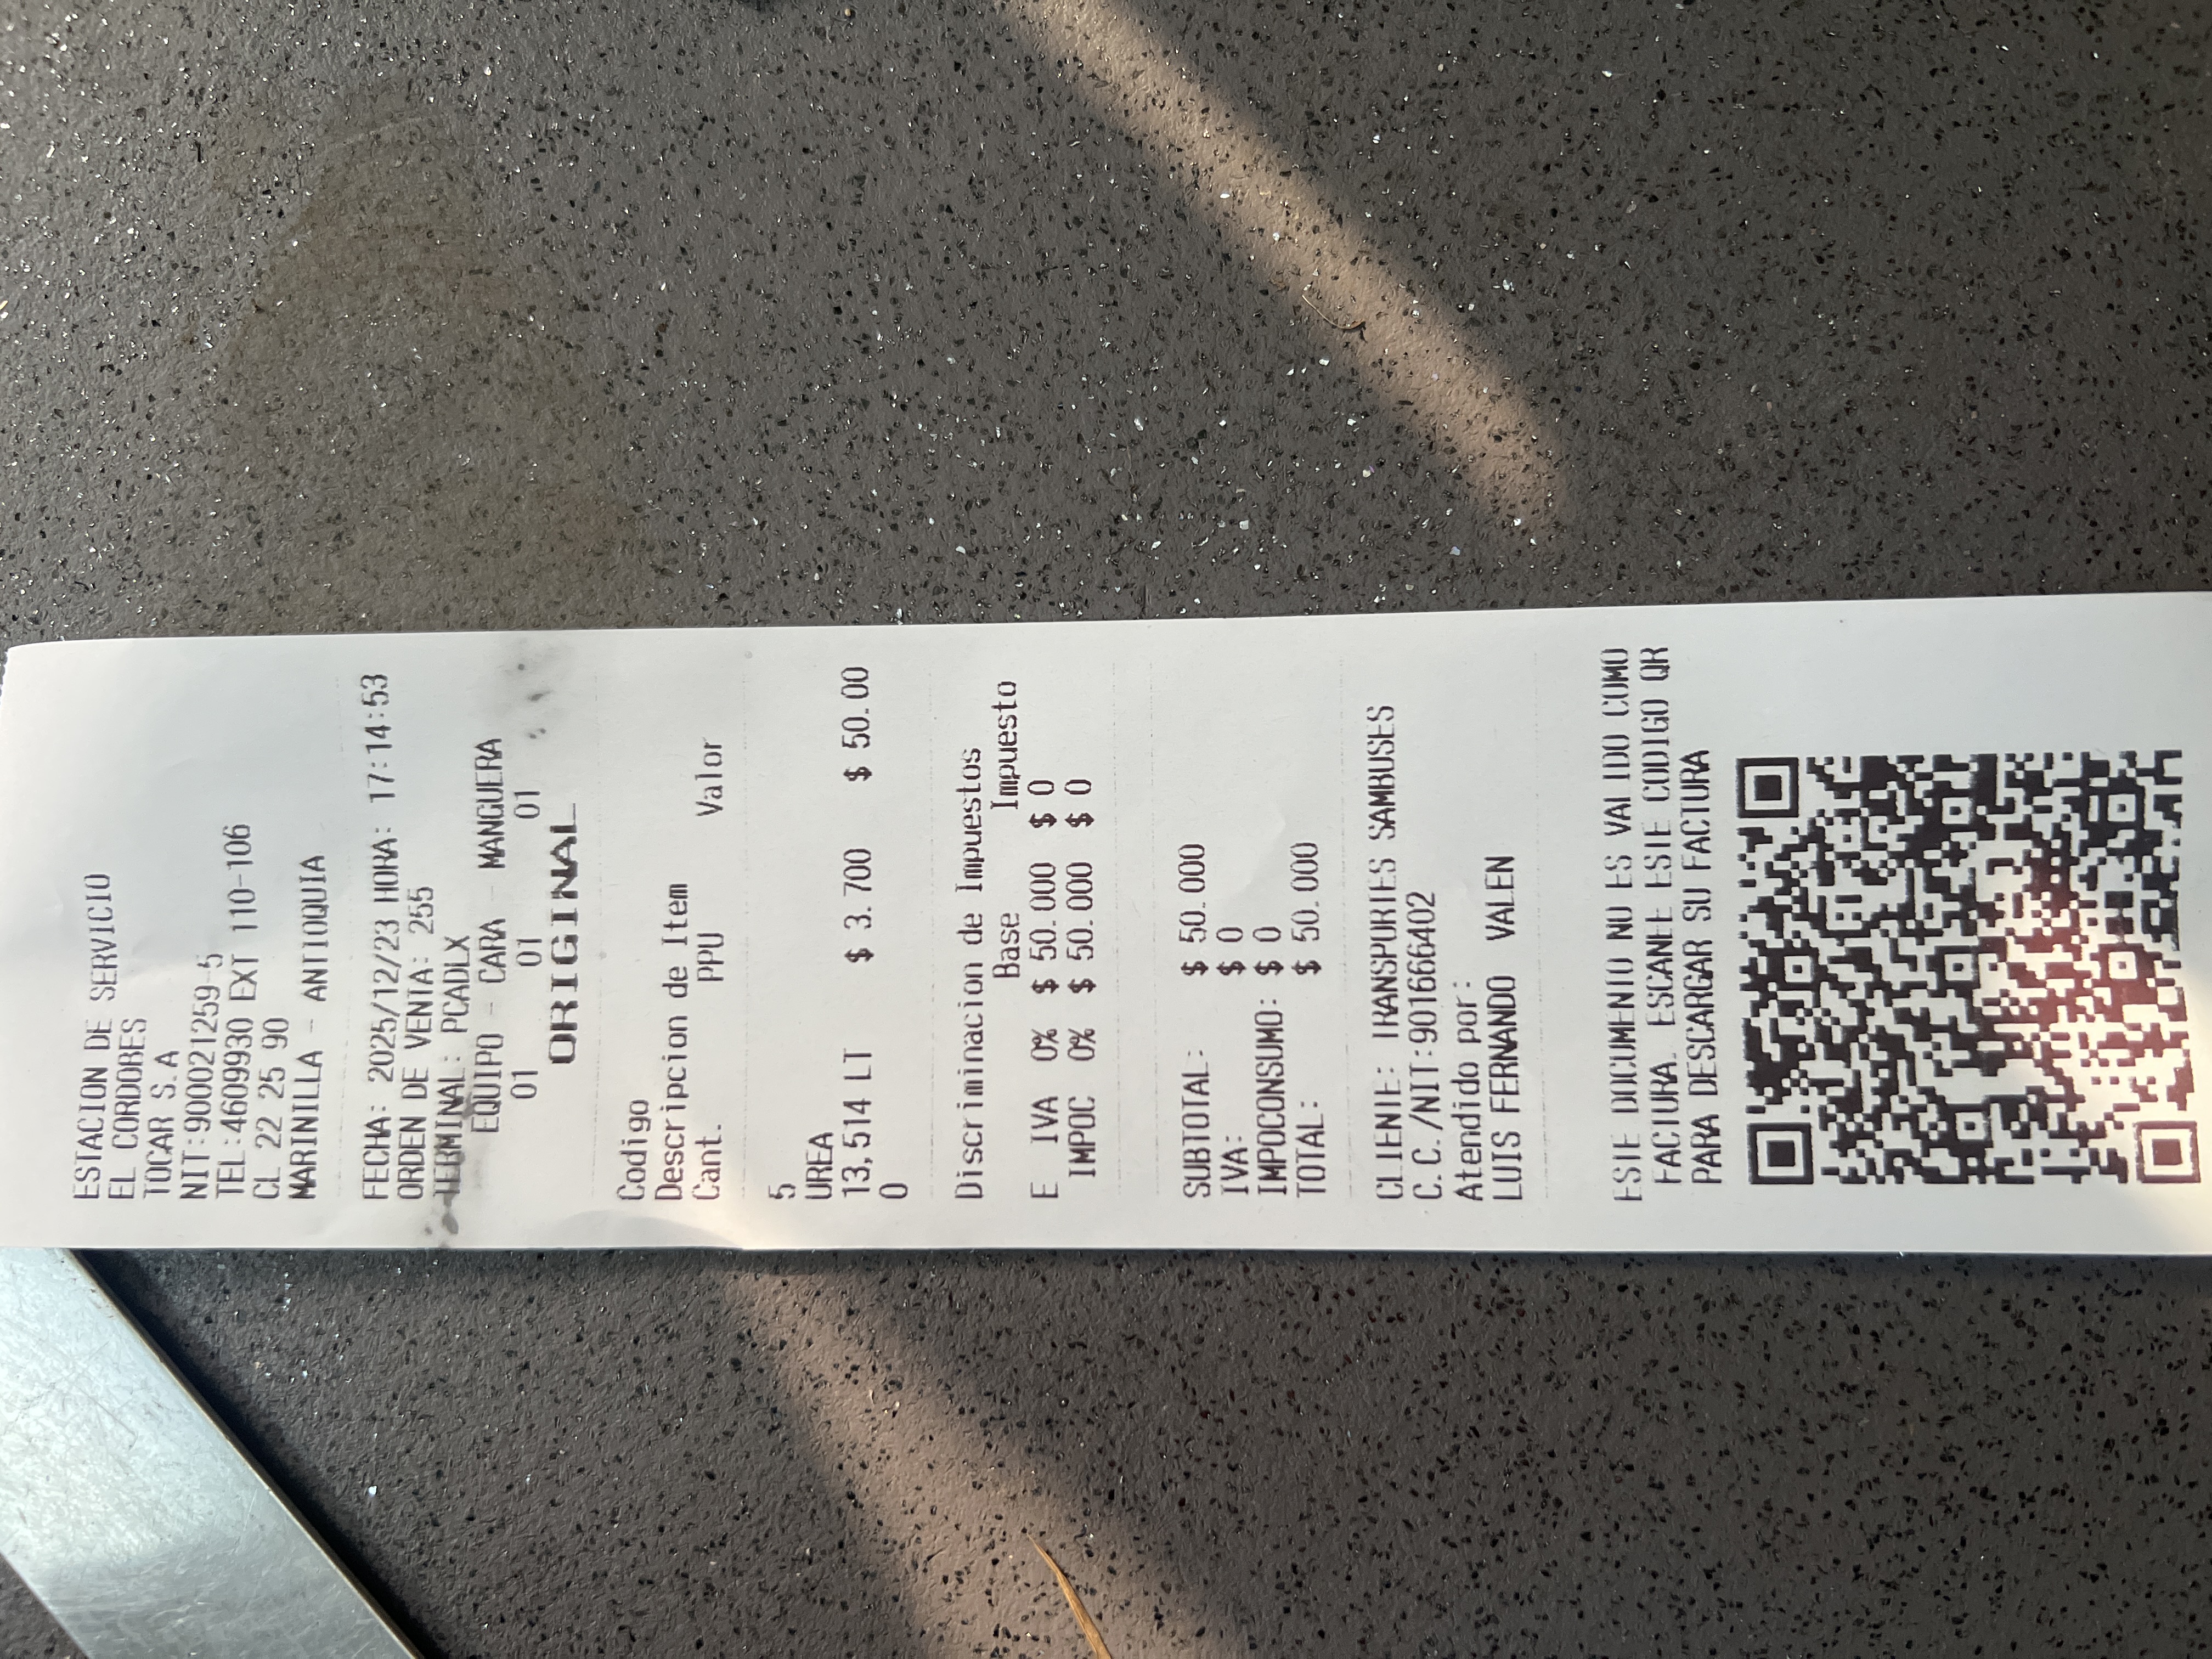 ESTACION DE SERVICIO
EL CORDOBES
TOCAR S.A
NIT:900021259-5
TEL:4609930 EXT 110-106
CL 22 25 90
MARINILLA - ANTIOQUIA
FECHA: 2025/12/23 HORA: 17:14:53
ORDEN DE VENTA: 255
TERMINAL: PCADLX
EQUIPO - CARA - MANGUERA
01 01 01
ORIGINAL
Codigo
Descripcion de Item
Cant. PPU Valor
5
UREA
13,514 LT $ 3.700 $ 50.00
0
Discriminacion de Impuestos
Base Impuesto
E IVA 0% $ 50.000 $ 0
IMPOC 0% $ 50.000 $ 0
SUBTOTAL: $ 50.000
IVA: $ 0
IMPOCONSUMO: $ 0
TOTAL: $ 50.000
CLIENTE: TRANSPORTES SAMBUSES
C.C./NIT:9016666402
Atendido por:
LUIS FERNANDO VALEN
ESTE DOCUMENTO NO ES VALIDO COMO
FACTURA. ESCANEE ESTE CODIGO QR
PARA DESCARGAR SU FACTURA